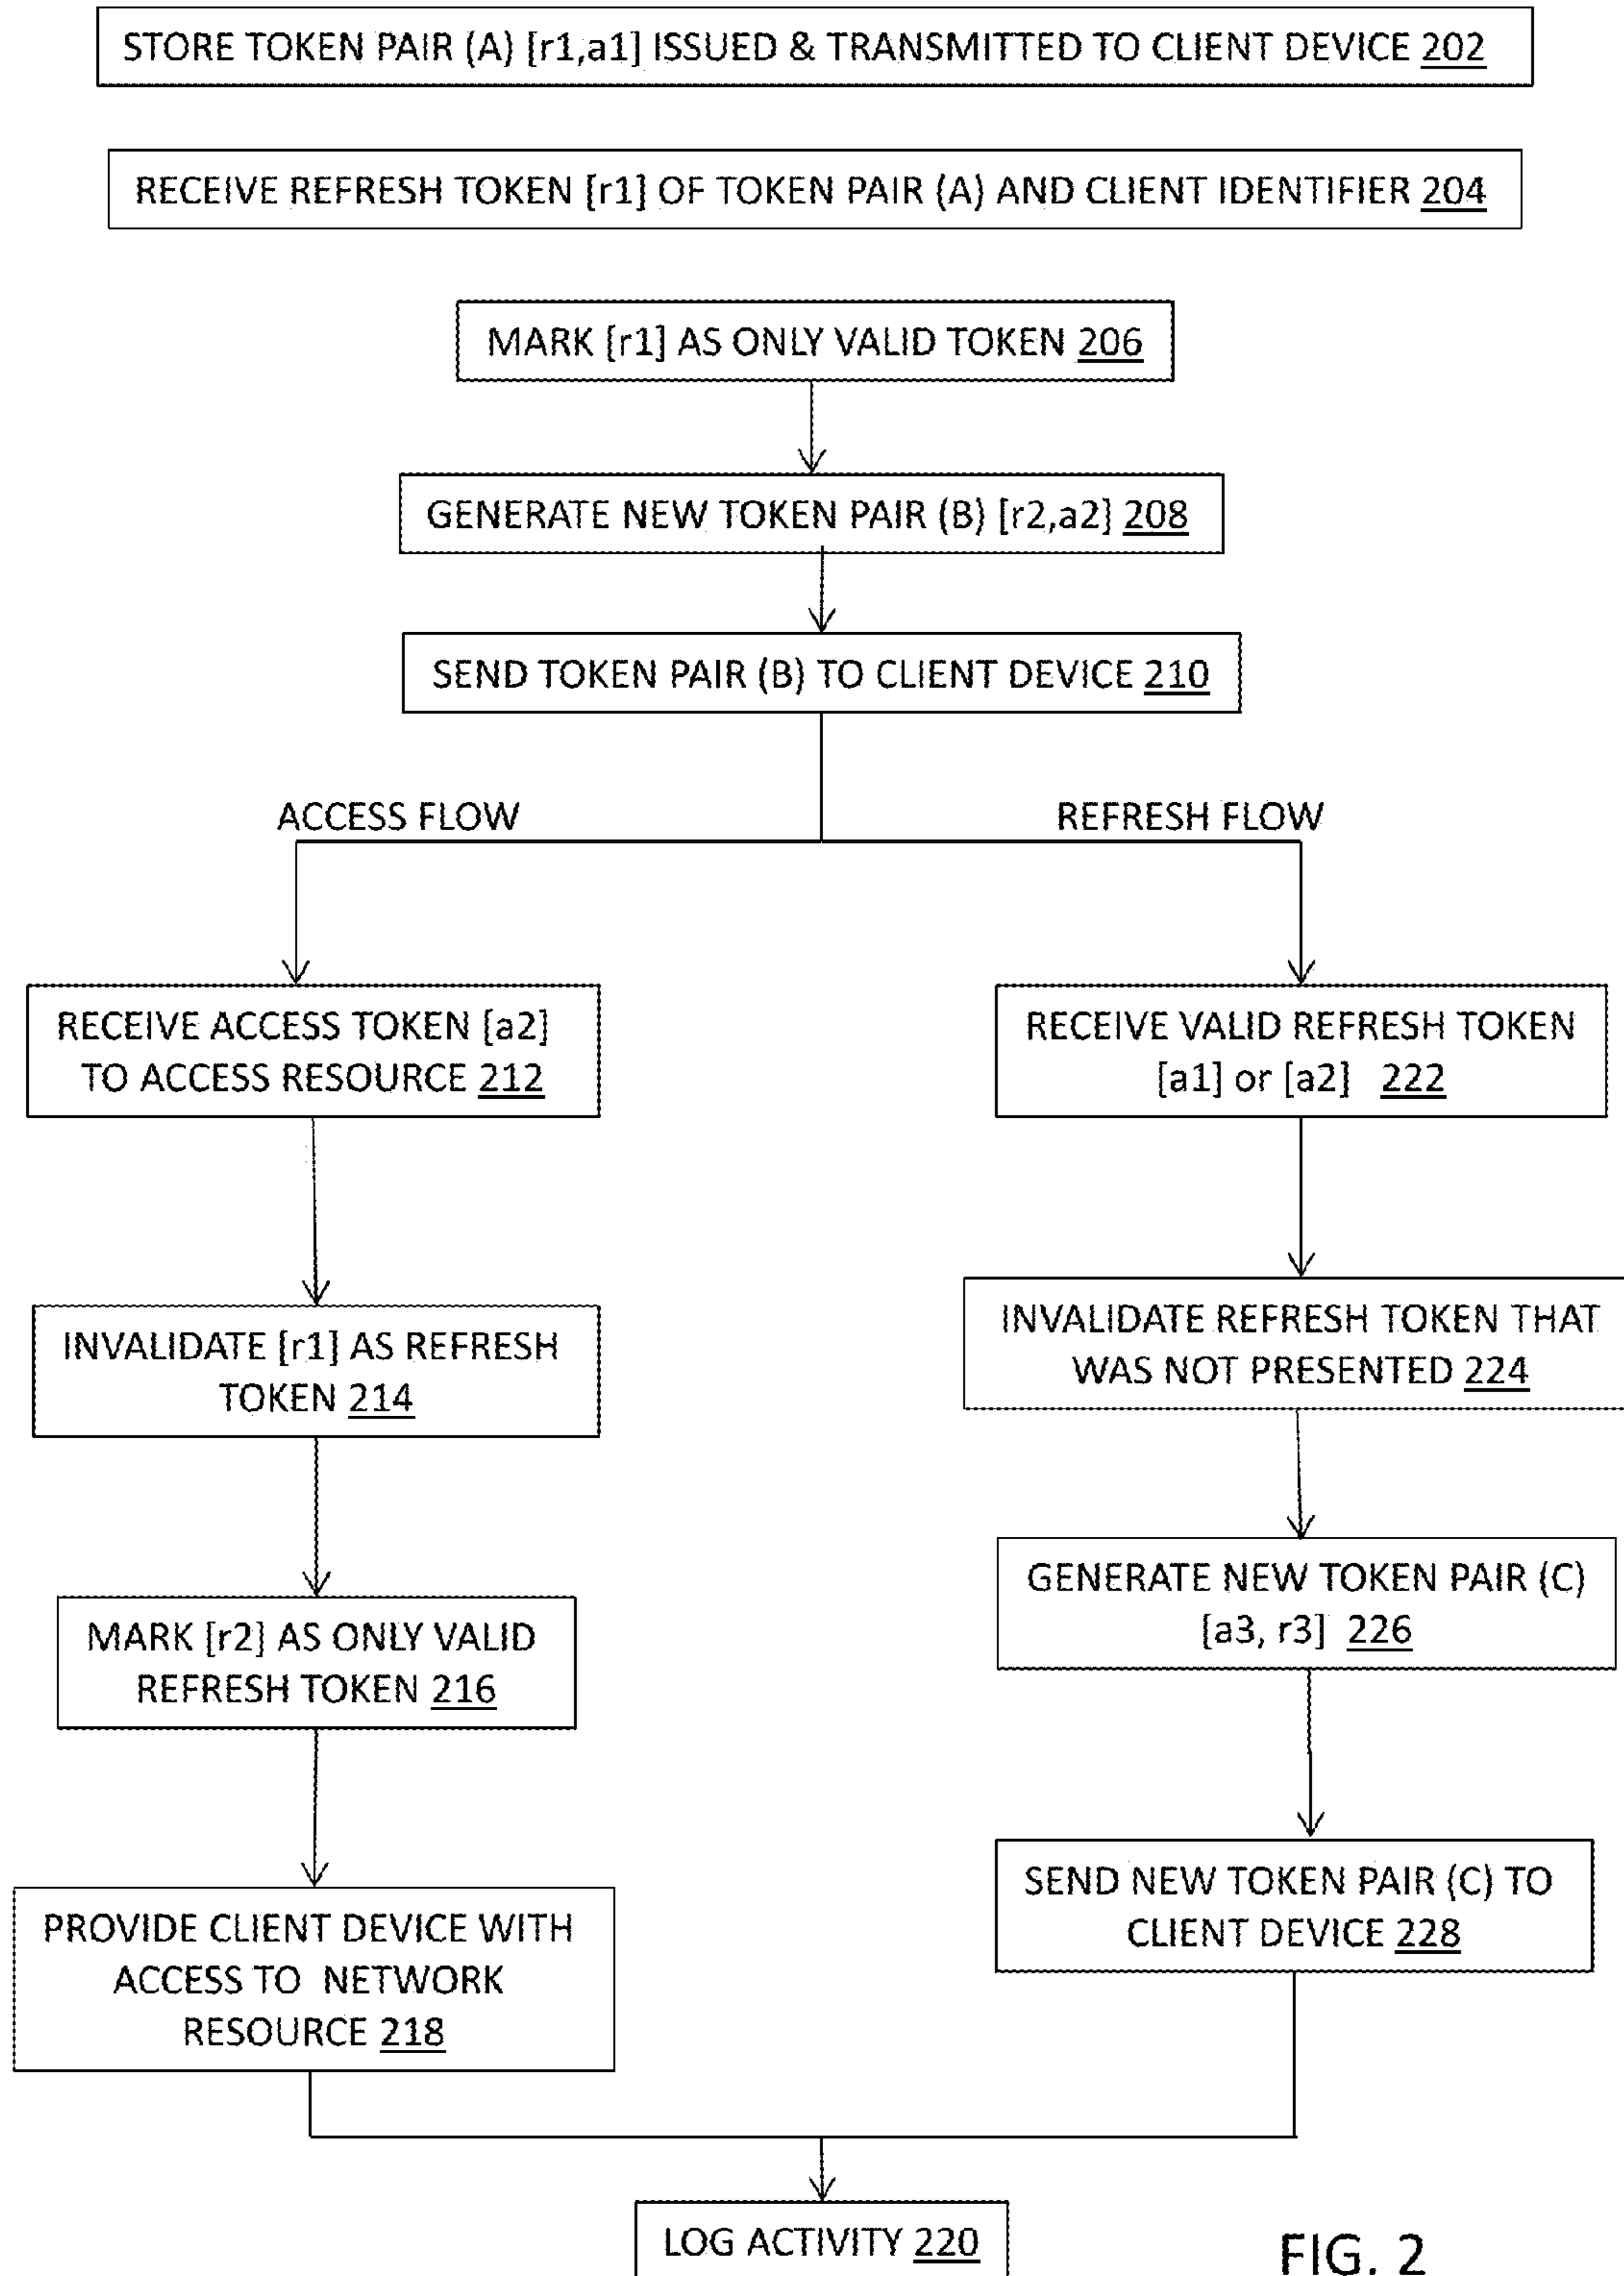 STORE TOKEN PAIR (A) [r1,a1] ISSUED & TRANSMITTED TO CLIENT DEVICE 202
RECEIVE REFRESH TOKEN [r1] OF TOKEN PAIR (A) AND CLIENT IDENTIFIER 204
MARK [r1] AS ONLY VALID TOKEN 206
GENERATE NEW TOKEN PAIR (B) [r2,a2] 208
SEND TOKEN PAIR (B) TO CLIENT DEVICE 210
ACCESS FLOW
REFRESH FLOW
RECEIVE ACCESS TOKEN [a2]
TO ACCESS RESOURCE 212
INVALIDATE [r1] AS REFRESH
TOKEN 214
MARK [r2] AS ONLY VALID
REFRESH TOKEN 216
PROVIDE CLIENT DEVICE WITH
ACCESS TO NETWORK
RESOURCE 218
RECEIVE VALID REFRESH TOKEN
[a1] or [a2] 222
INVALIDATE REFRESH TOKEN THAT
WAS NOT PRESENTED 224
GENERATE NEW TOKEN PAIR (C)
[a3, r3] 226
SEND NEW TOKEN PAIR (C) TO
CLIENT DEVICE 228
LOG ACTIVITY 220
FIG. 2